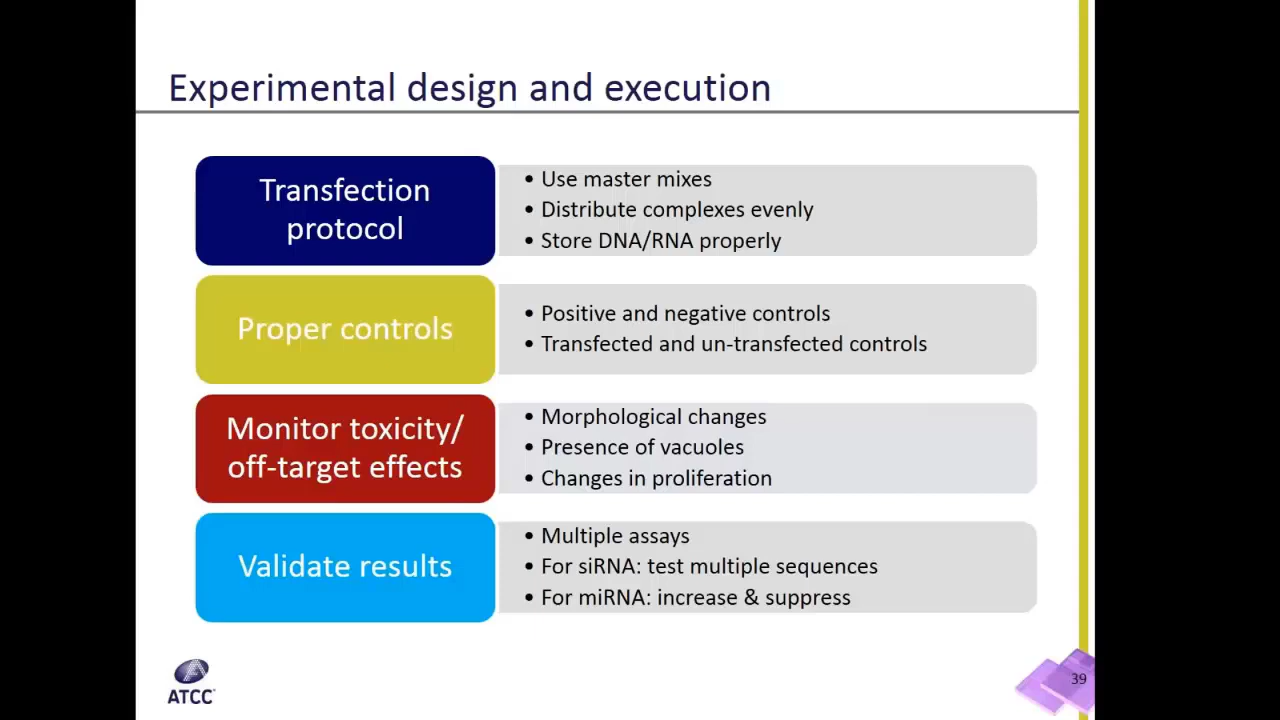 Experimental design and execution
Transfection
protocol
• Use master mixes
• Distribute complexes evenly
• Store DNA/RNA properly
Proper controls
• Positive and negative controls
• Transfected and un-transfected controls
Monitor toxicity/
off-target effects
• Morphological changes
• Presence of vacuoles
• Changes in proliferation
Validate results
• Multiple assays
• For siRNA: test multiple sequences
• For miRNA: increase & suppress
ATCC
39